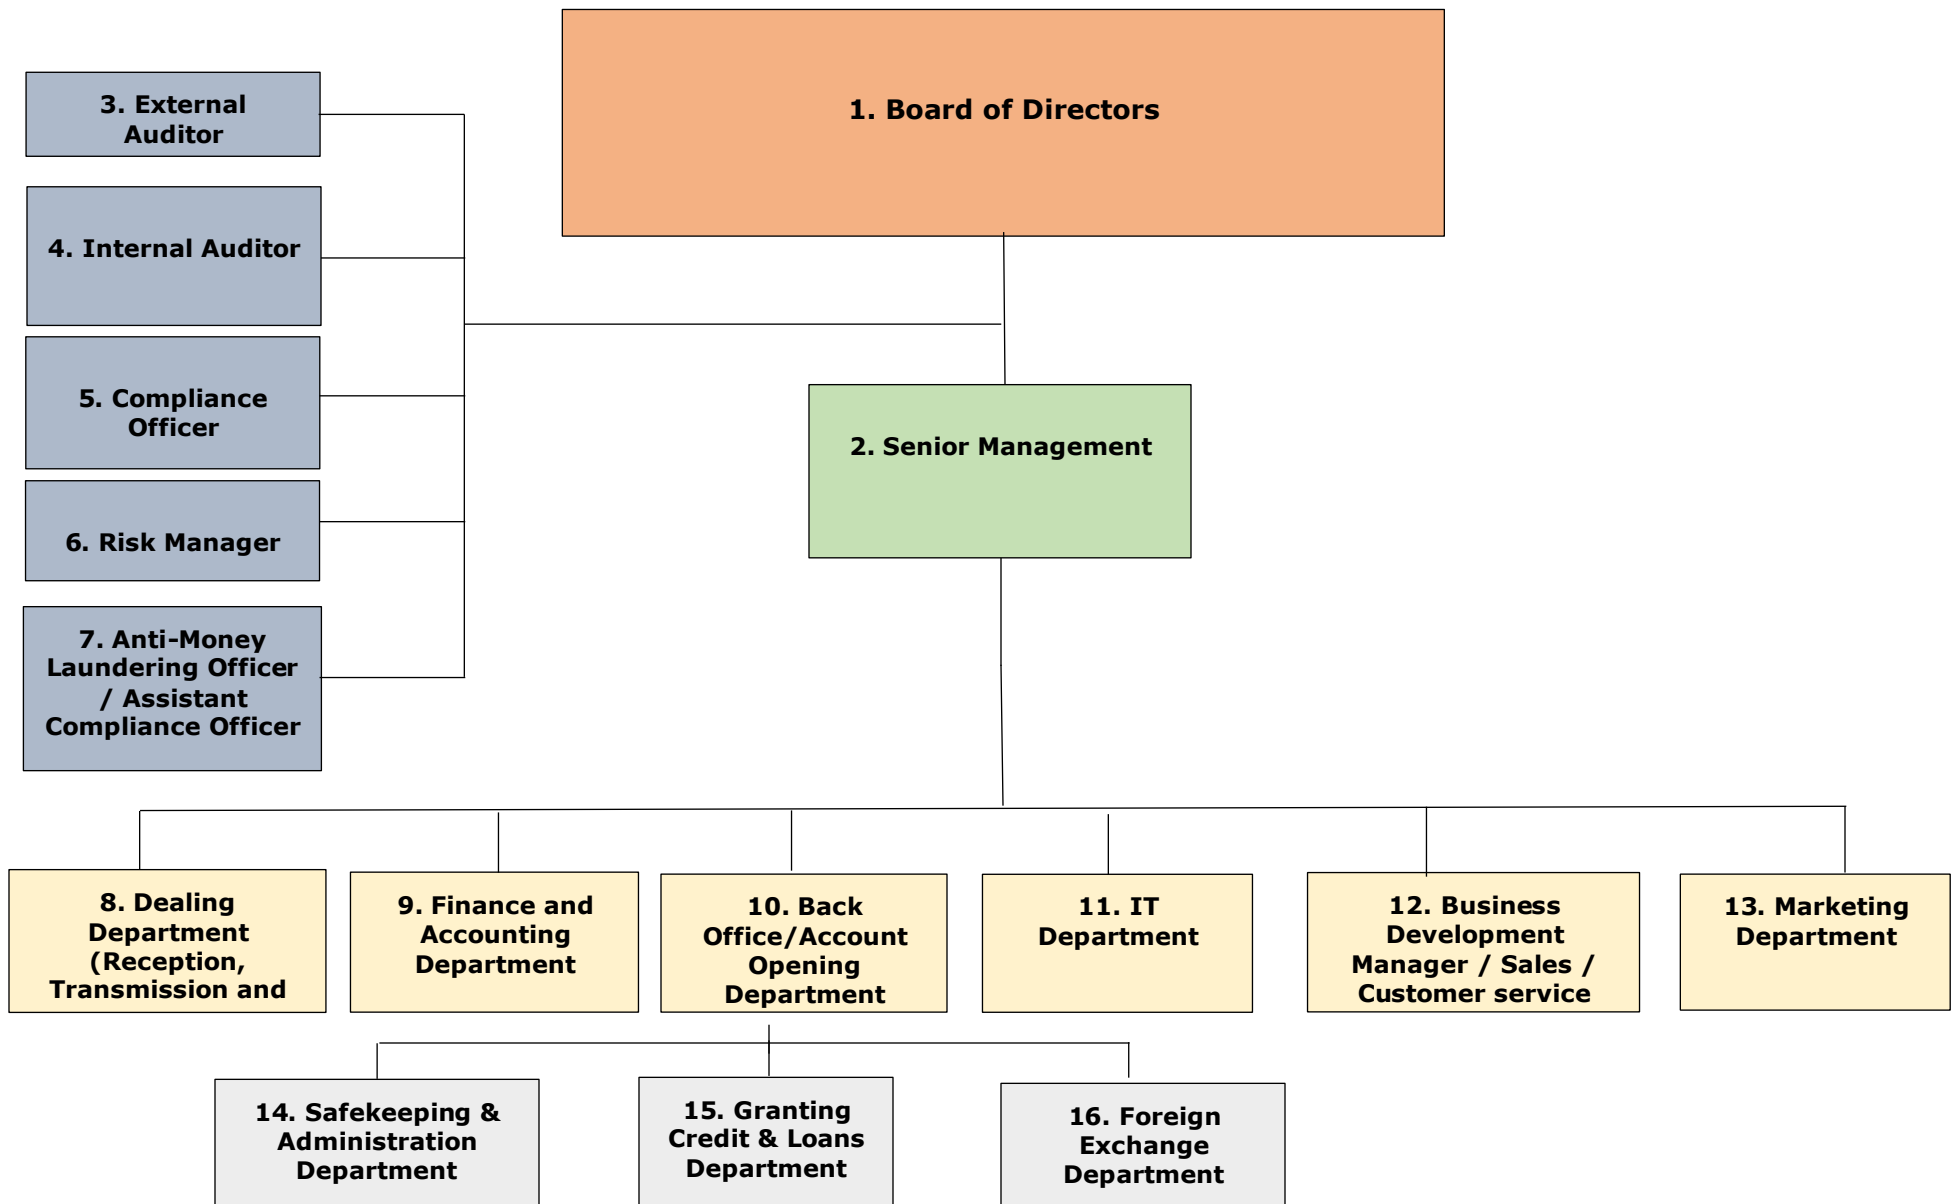 1. Board of Directors
3. External
Auditor
4. Internal Auditor
5. Compliance
Officer
2. Senior Management
6. Risk Manager
7. Anti-Money
Laundering Officer
/ Assistant
Compliance Officer
8. Dealing
Department
(Reception,
Transmission and
9. Finance and
Accounting
Department
10. Back
Office/Account
Opening
Department
11. IT
Department
12. Business
Development
Manager / Sales /
Customer service
13. Marketing
Department
14. Safekeeping &
Administration
Department
15. Granting
Credit & Loans
Department
16. Foreign
Exchange
Department